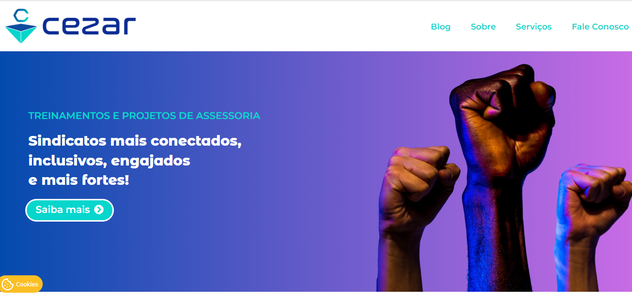 cezar
Blog Sobre Serviços Fale Conosco
TREINAMENTOS E PROJETOS DE ASSESSORIA
Sindicatos mais conectados,
inclusivos, engajados
e mais fortes!
Saiba mais
Cookies